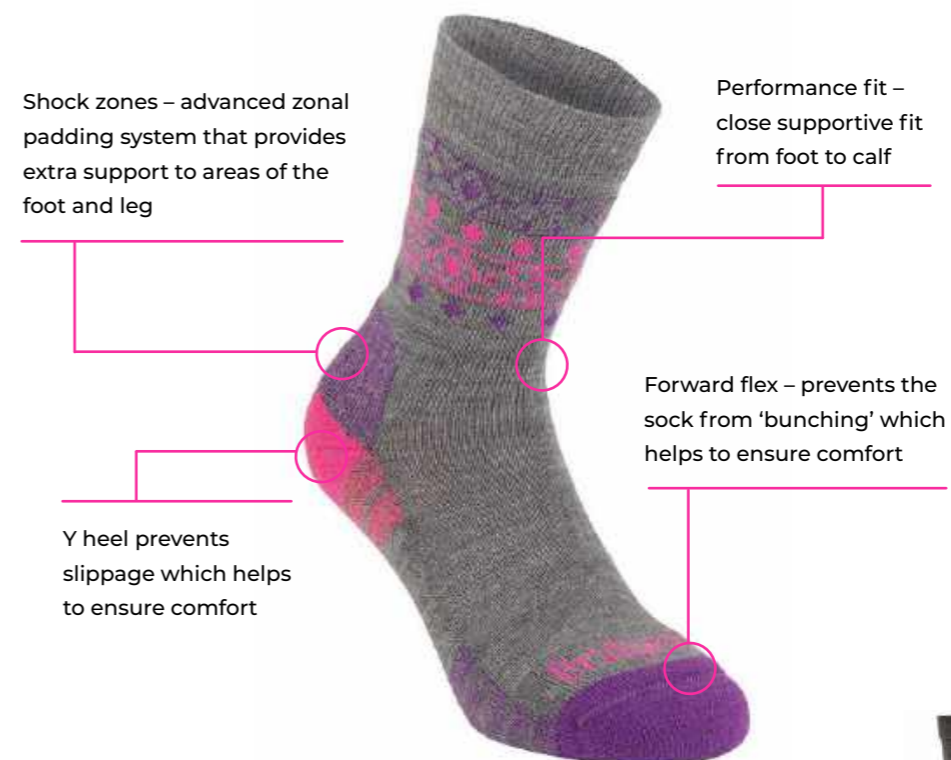 Shock zones – advanced zonal
padding system that provides
extra support to areas of the
foot and leg
Performance fit –
close supportive fit
from foot to calf
Forward flex – prevents the
sock from ‘bunching’ which
helps to ensure comfort
Y heel prevents
slippage which helps
to ensure comfort